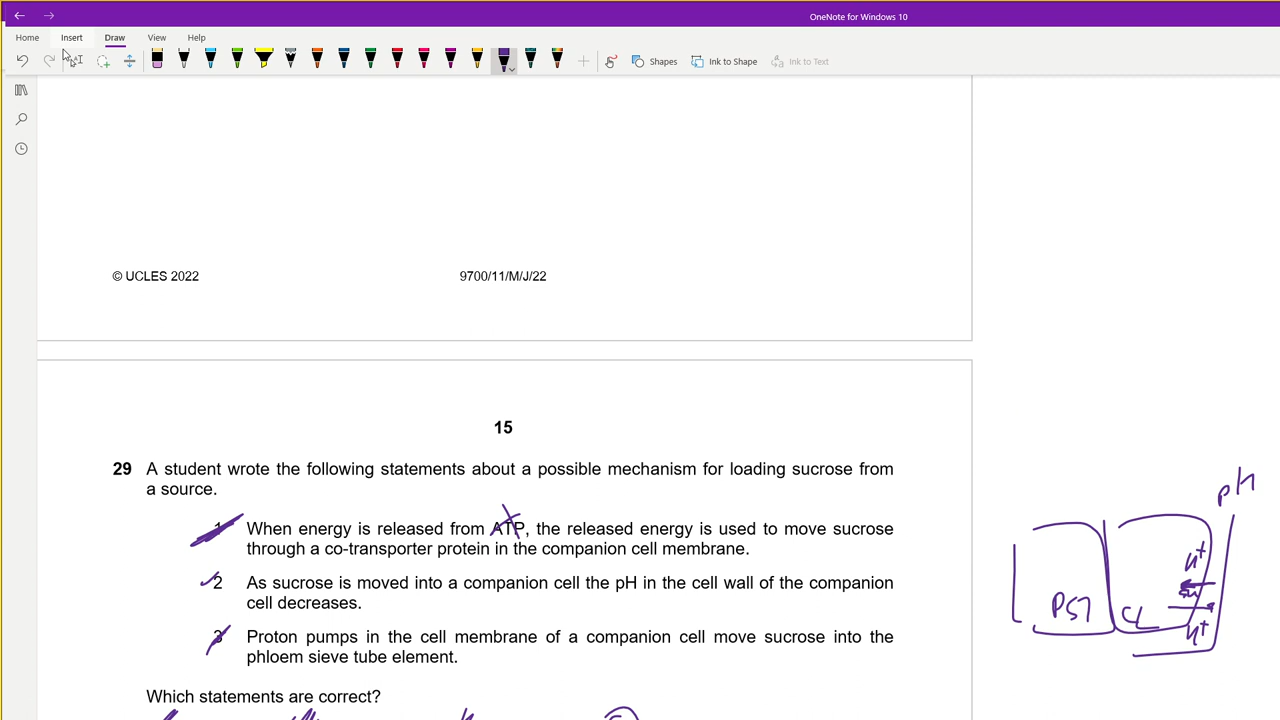 OneNote for Windows 10
Home Insert Draw View Help
Shapes Ink to Shape Ink to Text
© UCLES 2022 9700/11/M/J/22
15
29 A student wrote the following statements about a possible mechanism for loading sucrose from
a source.
1 When energy is released from ATP, the released energy is used to move sucrose
through a co-transporter protein in the companion cell membrane.
2 As sucrose is moved into a companion cell the pH in the cell wall of the companion
cell decreases.
3 Proton pumps in the cell membrane of a companion cell move sucrose into the
phloem sieve tube element.
Which statements are correct?
pH
H+
PST
H+